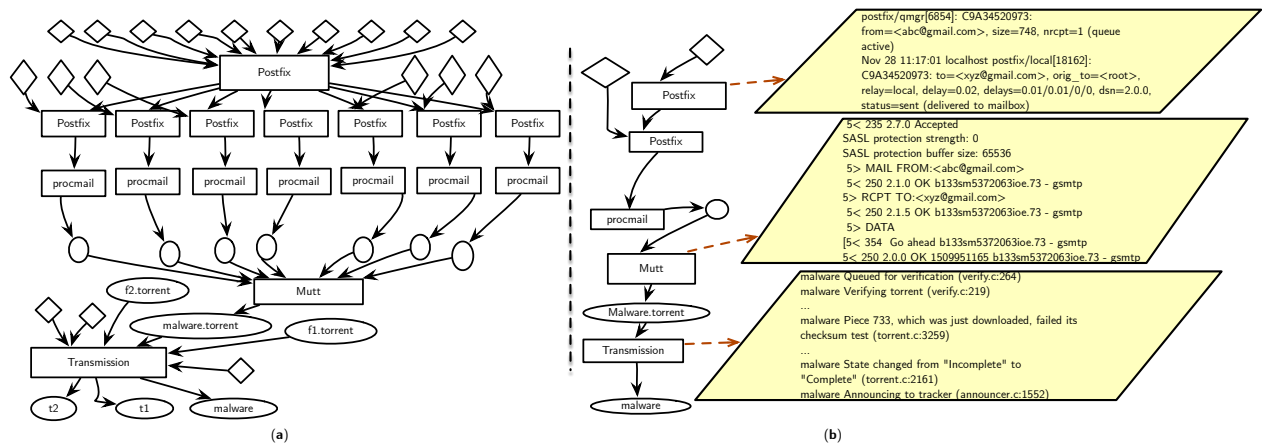 Postfix
Postfix
Postfix
Postfix
Postfix
Postfix
Postfix
Postfix
procmail
procmail
procmail
procmail
procmail
procmail
procmail
Mutt
f2.torrent
malware.torrent
f1.torrent
Transmission
t2
t1
malware
(a)
Postfix
Postfix
procmail
Mutt
Malware.torrent
Transmission
malware
postfix/qmgr[6854]: C9A34520973:
from=<abc@gmail.com>, size=748, nrcpt=1 (queue
active)
Nov 28 11:17:01 localhost postfix/local[18162]:
C9A34520973: to=<xyz@gmail.com>, orig_to=<root>,
relay=local, delay=0.02, delays=0.01/0.01/0/0, dsn=2.0.0,
status=sent (delivered to mailbox)
5< 235 2.7.0 Accepted
SASL protection strength: 0
SASL protection buffer size: 65536
5> MAIL FROM:<abc@gmail.com>
5< 250 2.1.0 OK b133sm5372063ioe.73 - gsmtp
5> RCPT TO:<xyz@gmail.com>
5< 250 2.1.5 OK b133sm5372063ioe.73 - gsmtp
5> DATA
[5< 354 Go ahead b133sm5372063ioe.73 - gsmtp
5< 250 2.0.0 OK 1509951165 b133sm5372063ioe.73 - gsmtp
malware Queued for verification (verify.c:264)
malware Verifying torrent (verify.c:219)
...
malware Piece 733, which was just downloaded, failed its
checksum test (torrent.c:3259)
...
malware State changed from "Incomplete" to
"Complete" (torrent.c:2161)
malware Announcing to tracker (announcer.c:1552)
(b)